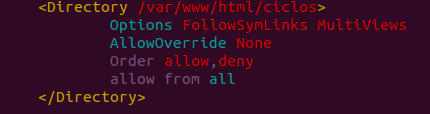 <Directory /var/www/html/ciclos>
Options FollowSymLinks MultiViews
AllowOverride None
Order allow,deny
allow from all
</Directory>